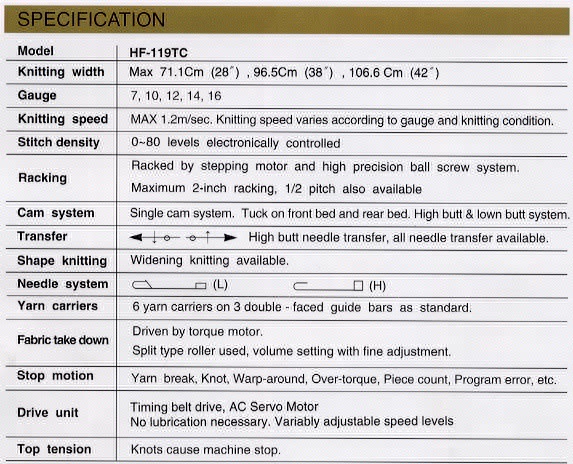 SPECIFICATION
Model HF-119TC
Knitting width Max 71.1Cm (28″) , 96.5Cm (38″) , 106.6 Cm (42″)
Gauge 7, 10, 12, 14, 16
Knitting speed MAX 1.2m/sec. Knitting speed varies according to gauge and knitting condition.
Stitch density 0~80 levels electronically controlled
Racking Racked by stepping motor and high precision ball screw system.
Maximum 2-inch racking, 1/2 pitch also available
Cam system Single cam system. Tuck on front bed and rear bed. High butt & lown butt system.
Transfer High butt needle transfer, all needle transfer available.
Shape knitting Widening knitting available.
Needle system (L) (H)
Yarn carriers 6 yarn carriers on 3 double - faced guide bars as standard.
Fabric take down Driven by torque motor.
Split type roller used, volume setting with fine adjustment.
Stop motion Yarn break, Knot, Warp-around, Over-torque, Piece count, Program error, etc.
Drive unit Timing belt drive, AC Servo Motor
No lubrication necessary. Variably adjustable speed levels
Top tension Knots cause machine stop.